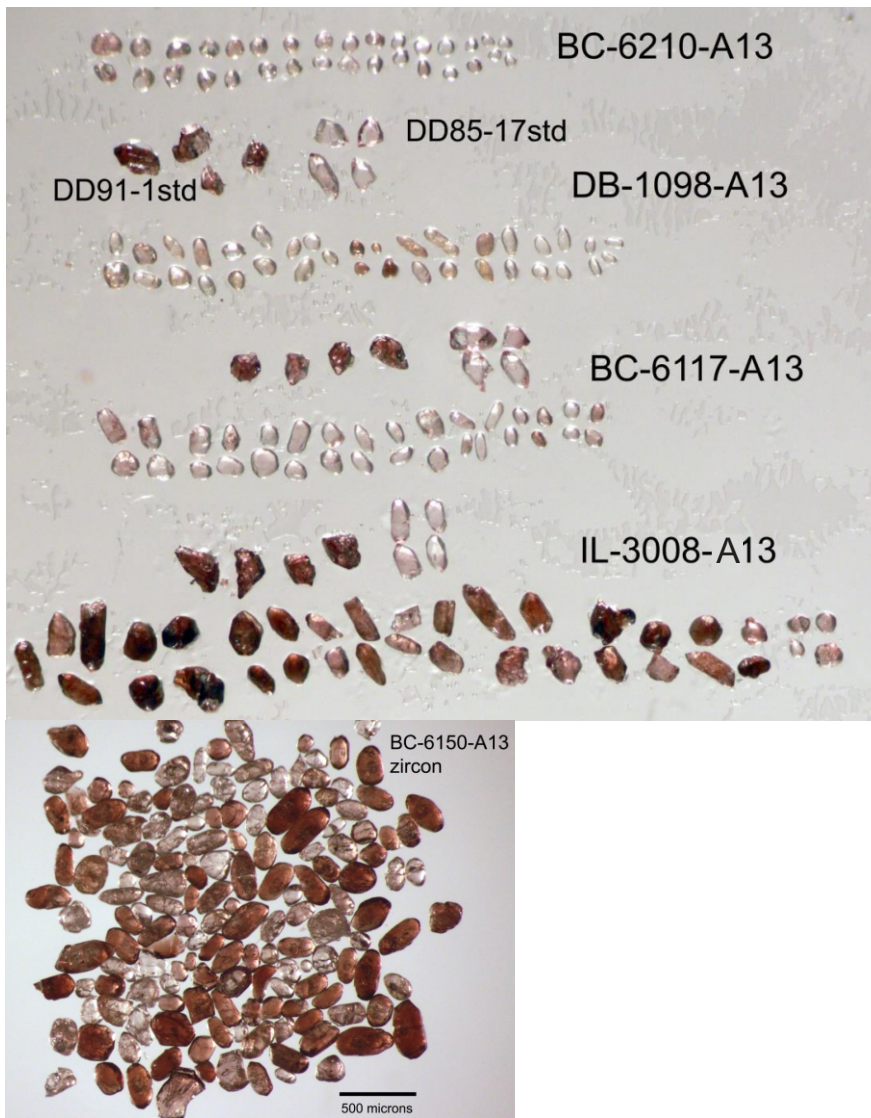 BC-6210-A13
DD85-17std
DD91-1std
DB-1098-A13
BC-6117-A13
IL-3008-A13
BC-6150-A13
zircon
500 microns